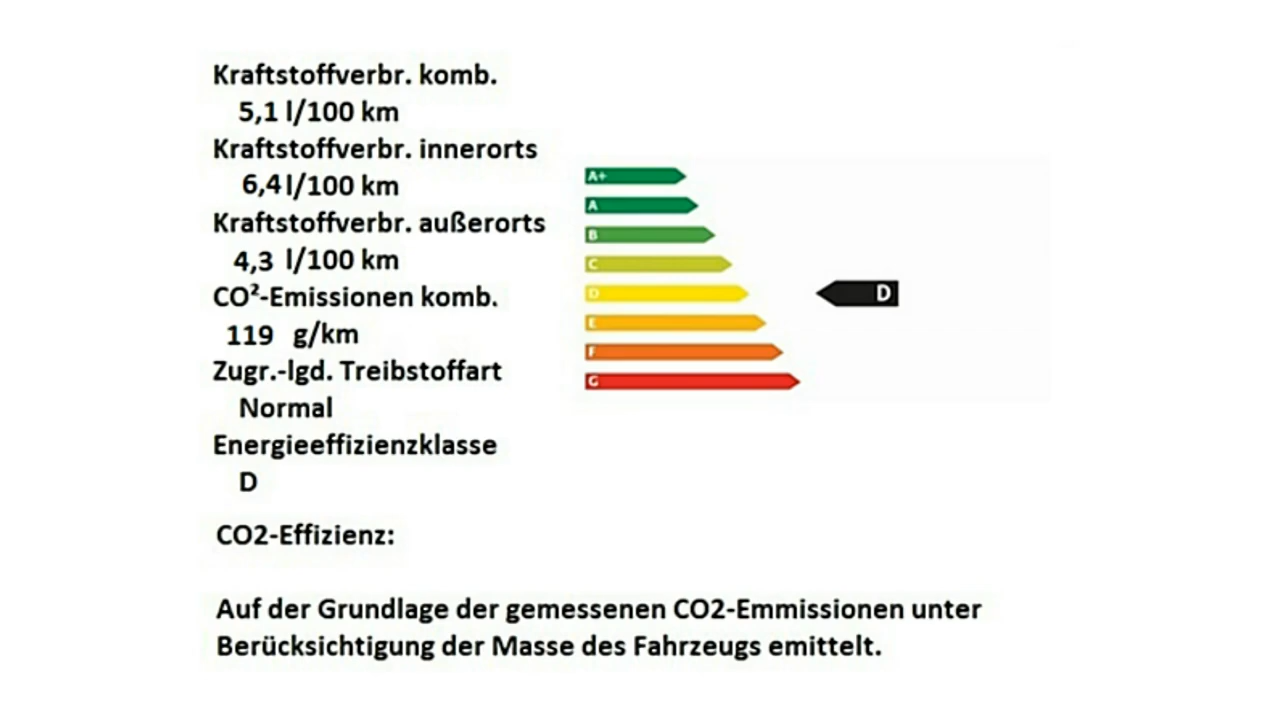 Kraftstoffverbr. komb.
5,1 l/100 km
Kraftstoffverbr. innerorts
6,4 l/100 km
Kraftstoffverbr. außerorts
4,3 l/100 km
CO²-Emissionen komb.
119 g/km
Zugr.-lgd. Treibstoffart
Normal
Energieeffizienzklasse
D
A+
A
B
C
D
D
E
F
G
CO2-Effizienz:
Auf der Grundlage der gemessenen CO2-Emmissionen unter
Berücksichtigung der Masse des Fahrzeugs emittelt.